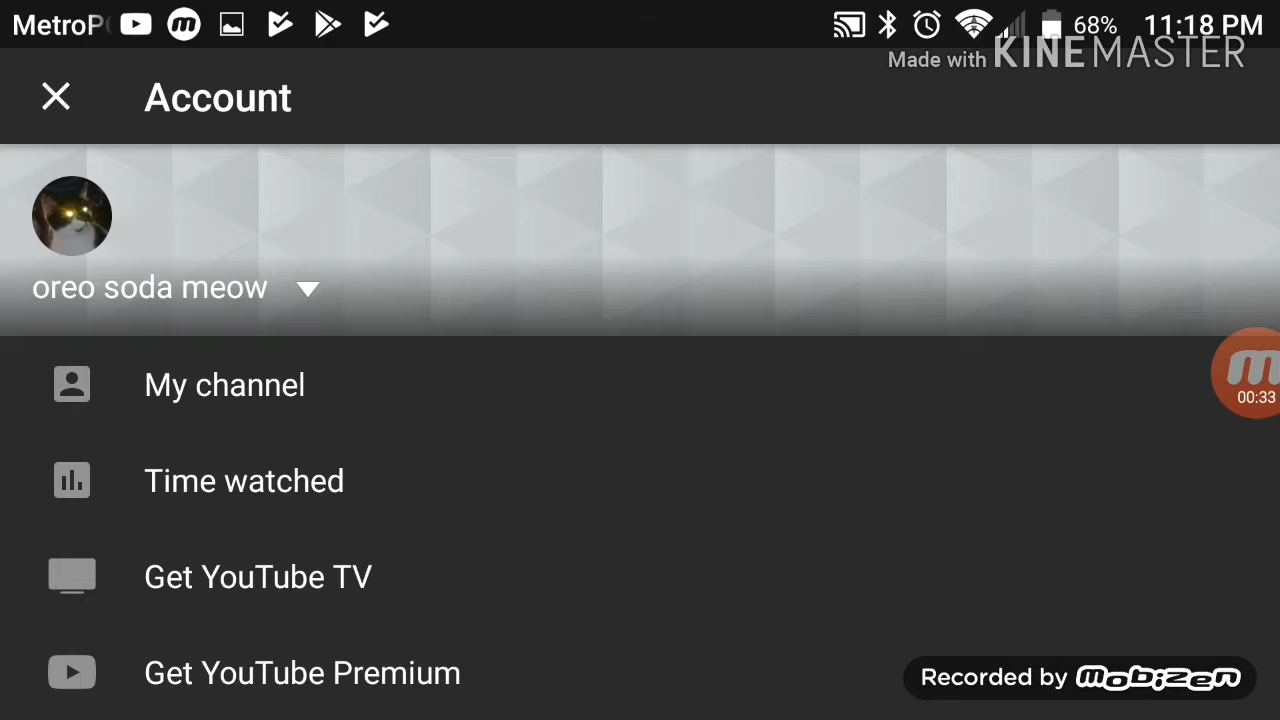 MetroP 68% 11:18 PM
Made with KINEMASTER
Account
oreo soda meow
My channel
00:33
Time watched
Get YouTube TV
Get YouTube Premium
Recorded by mobizen